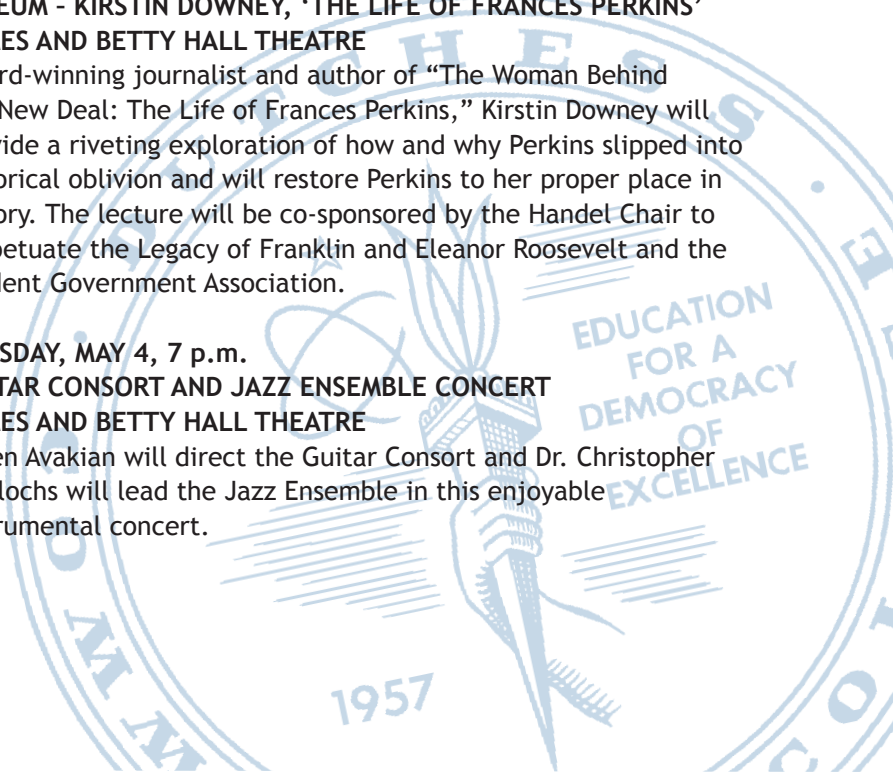 EUM – KIRSTIN DOWNEY, ‘THE LIFE OF FRANCES PERKINS’
ES AND BETTY HALL THEATRE
rd-winning journalist and author of “The Woman Behind
New Deal: The Life of Frances Perkins,” Kirstin Downey will
vide a riveting exploration of how and why Perkins slipped into
orical oblivion and will restore Perkins to her proper place in
ory. The lecture will be co-sponsored by the Handel Chair to
petuate the Legacy of Franklin and Eleanor Roosevelt and the
dent Government Association.
SDAY, MAY 4, 7 p.m.
TAR CONSORT AND JAZZ ENSEMBLE CONCERT
ES AND BETTY HALL THEATRE
en Avakian will direct the Guitar Consort and Dr. Christopher
lochs will lead the Jazz Ensemble in this enjoyable
rumental concert.
DUTCHESS
EDUCATION
FOR A
DEMOCRACY
OF
EXCELLENCE
1957